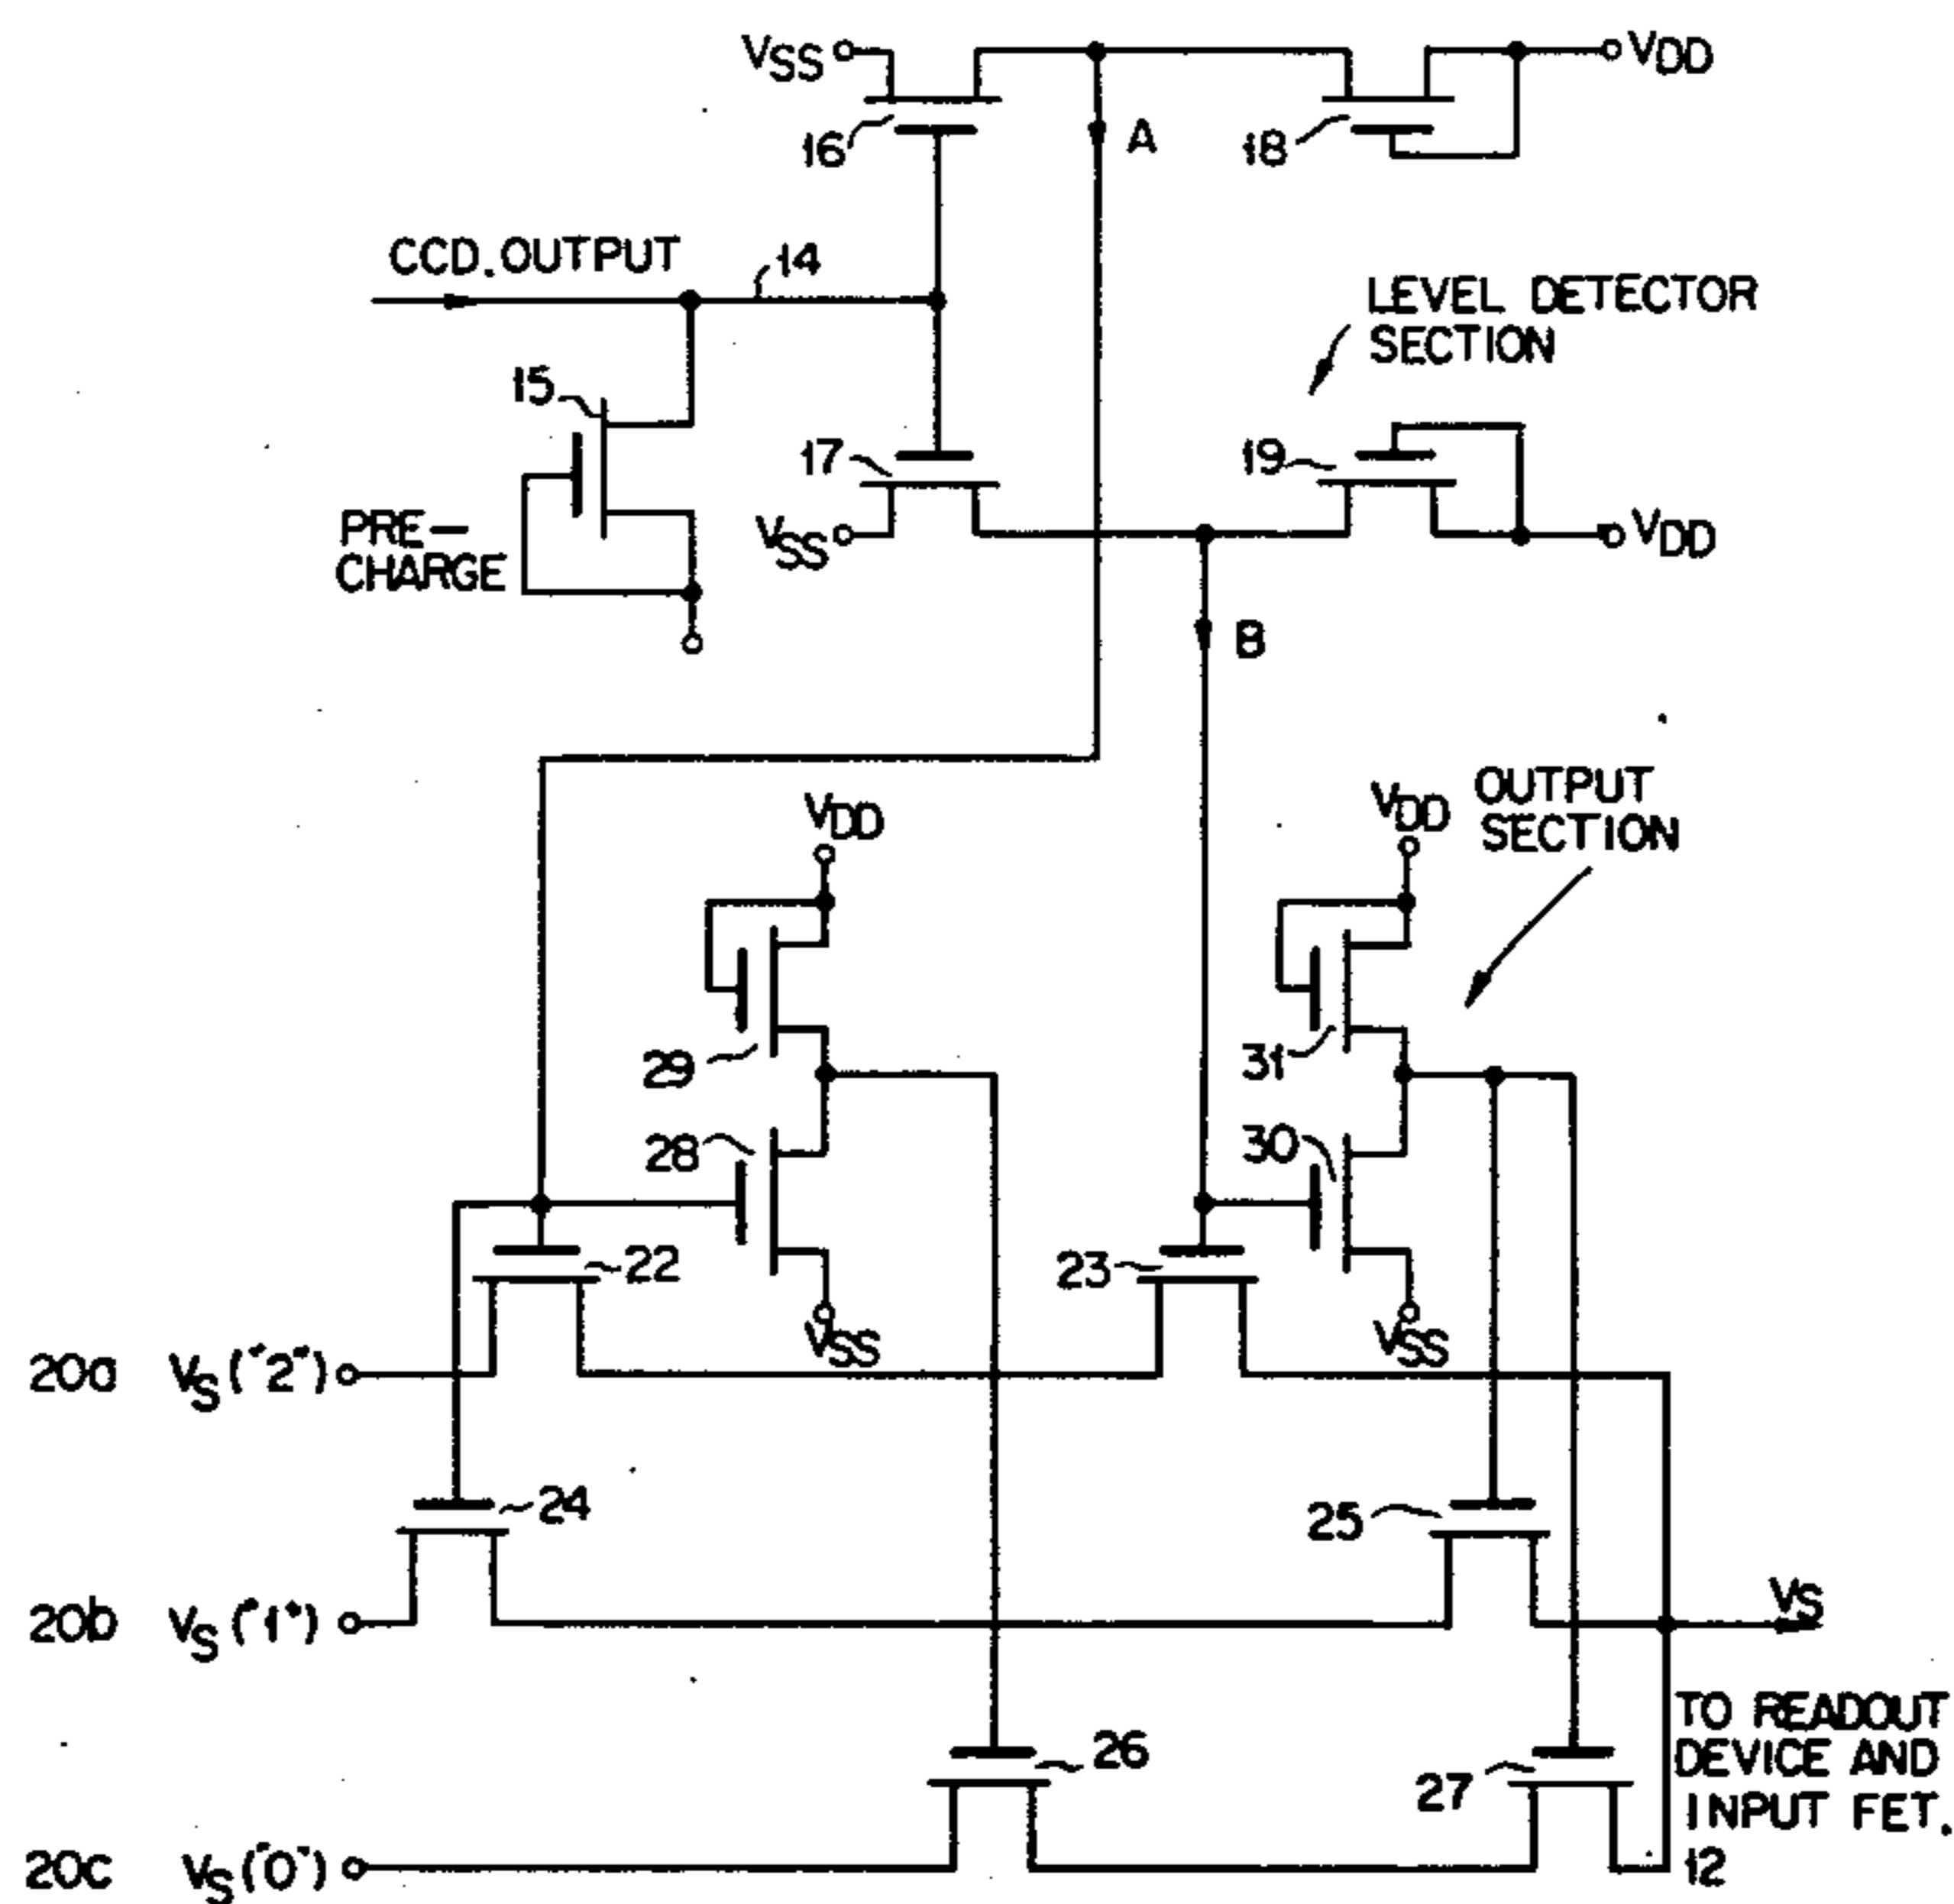 VSS
VDD
16
A
18
CCD. OUTPUT
14
LEVEL DETECTOR
SECTION
15
17
19
PRE-
CHARGE
VSS
VDD
B
VDD
VDD
OUTPUT
SECTION
29
31
28
30
22
23
VSS
VSS
20a VS ("2")
24
25
20b VS ("1")
VS
26
27
TO READOUT
DEVICE AND
INPUT FET.
12
20c VS ("0")